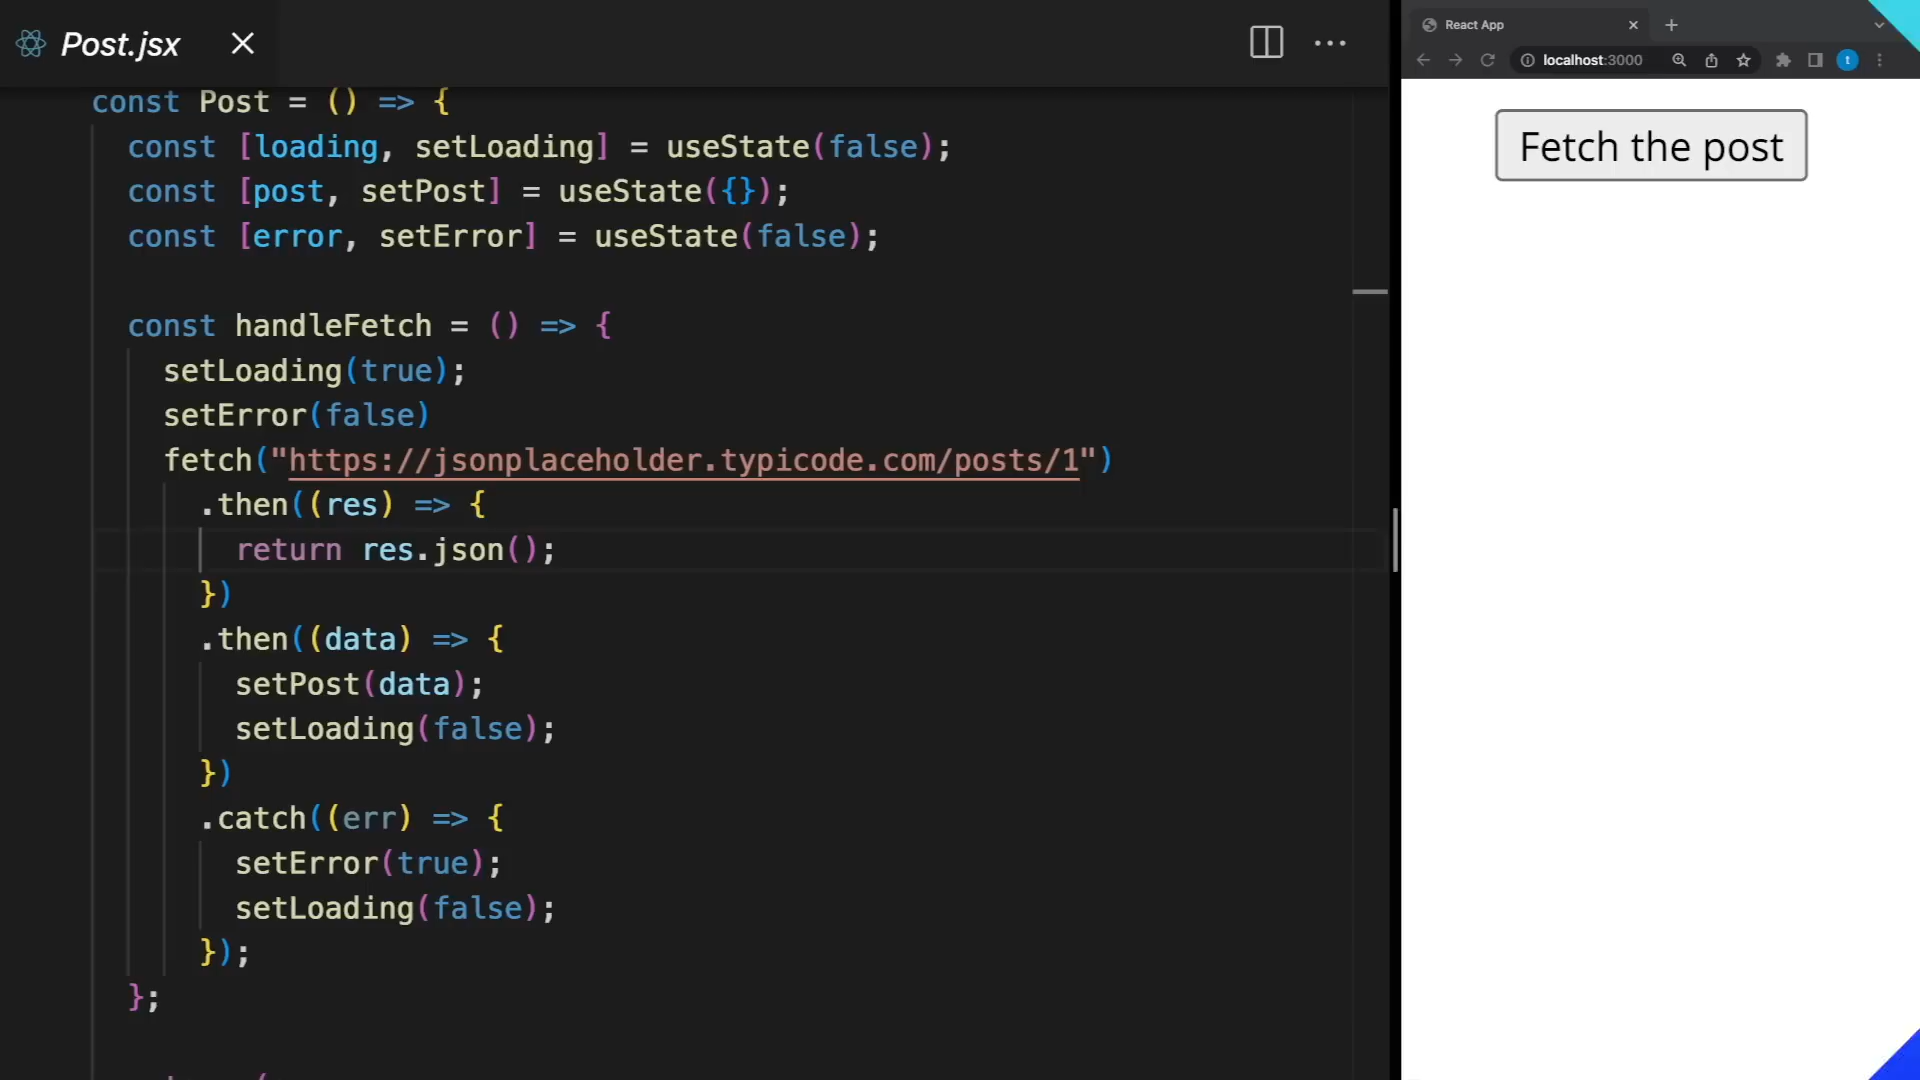 Post.jsx
const Post = () => {
const [loading, setLoading] = useState(false);
const [post, setPost] = useState({});
const [error, setError] = useState(false);
const handleFetch = () => {
setLoading(true);
setError(false)
fetch("https://jsonplaceholder.typicode.com/posts/1")
.then((res) => {
return res.json();
})
.then((data) => {
setPost(data);
setLoading(false);
})
.catch((err) => {
setError(true);
setLoading(false);
});
};
React App
localhost:3000
t
Fetch the post